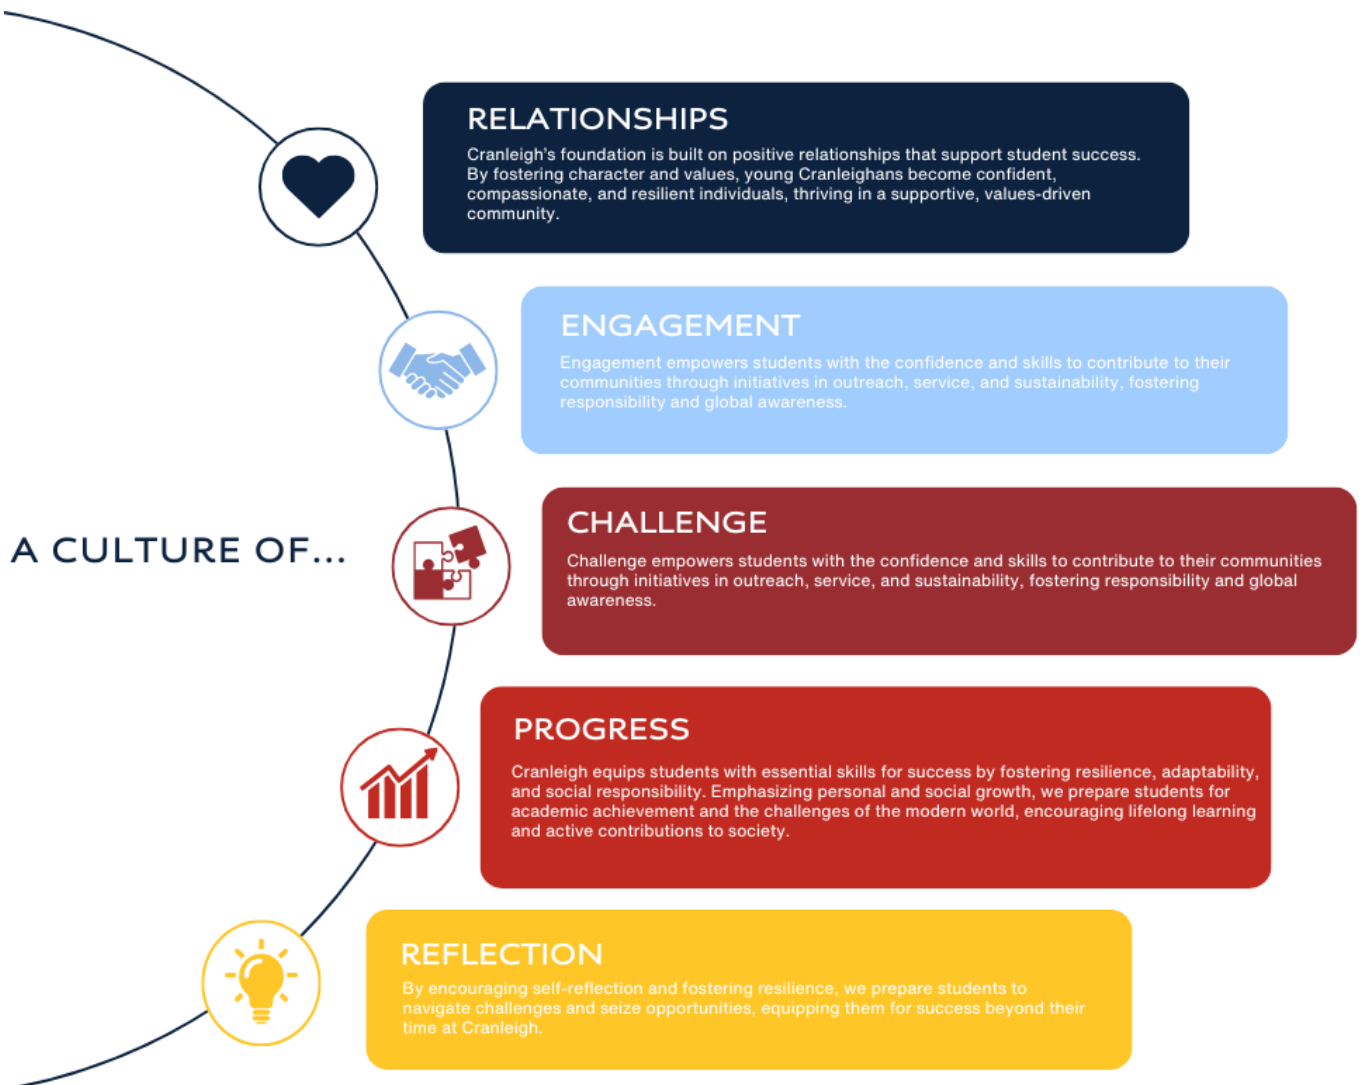 RELATIONSHIPS
Cranleigh's foundation is built on positive relationships that support student success.
By fostering character and values, young Cranleighans become confident,
compassionate, and resilient individuals, thriving in a supportive, values-driven
community.
ENGAGEMENT
Engagement empowers students with the confidence and skills to contribute to their
communities through initiatives in outreach, service, and sustainability, fostering
responsibility and global awareness.
A CULTURE OF...
CHALLENGE
Challenge empowers students with the confidence and skills to contribute to their communities
through initiatives in outreach, service, and sustainability, fostering responsibility and global
awareness.
PROGRESS
Cranleigh equips students with essential skills for success by fostering resilience, adaptability,
and social responsibility. Emphasizing personal and social growth, we prepare students for
academic achievement and the challenges of the modern world, encouraging lifelong learning
and active contributions to society.
REFLECTION
By encouraging self-reflection and fostering resilience, we prepare students to
navigate challenges and seize opportunities, equipping them for success beyond their
time at Cranleigh.